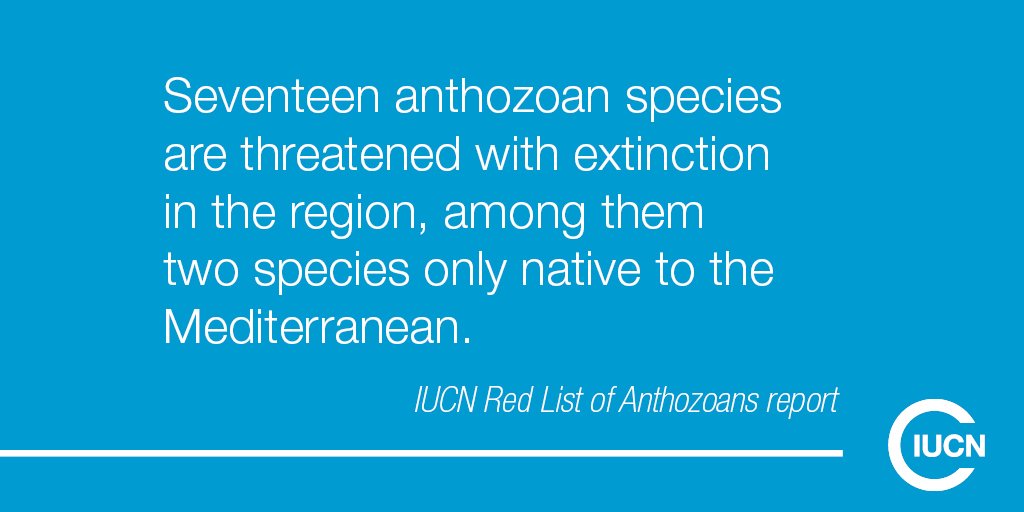 Seventeen anthozoan species
are threatened with extinction
in the region, among them
two species only native to the
Mediterranean.
IUCN Red List of Anthozoans report
IUCN